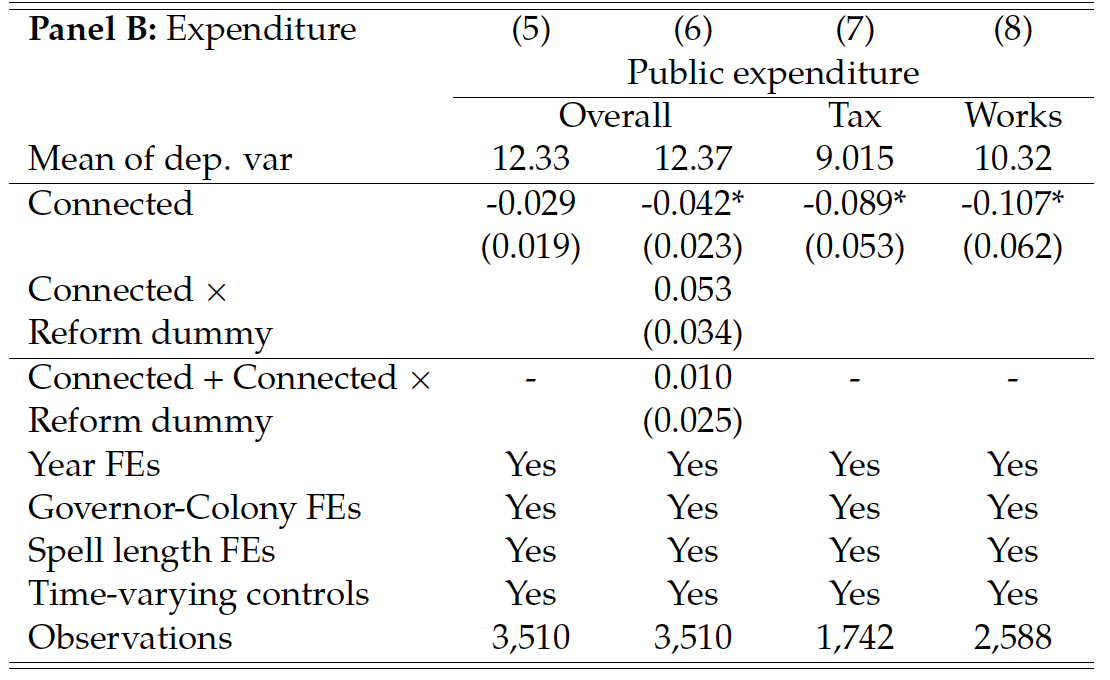 Panel B: Expenditure (5) (6) (7) (8)
Public expenditure
Overall Tax Works
Mean of dep. var 12.33 12.37 9.015 10.32
Connected -0.029 -0.042* -0.089* -0.107*
(0.019) (0.023) (0.053) (0.062)
Connected × 0.053
Reform dummy (0.034)
Connected + Connected × - 0.010 - -
Reform dummy (0.025)
Year FEs Yes Yes Yes Yes
Governor-Colony FEs Yes Yes Yes Yes
Spell length FEs Yes Yes Yes Yes
Time-varying controls Yes Yes Yes Yes
Observations 3,510 3,510 1,742 2,588